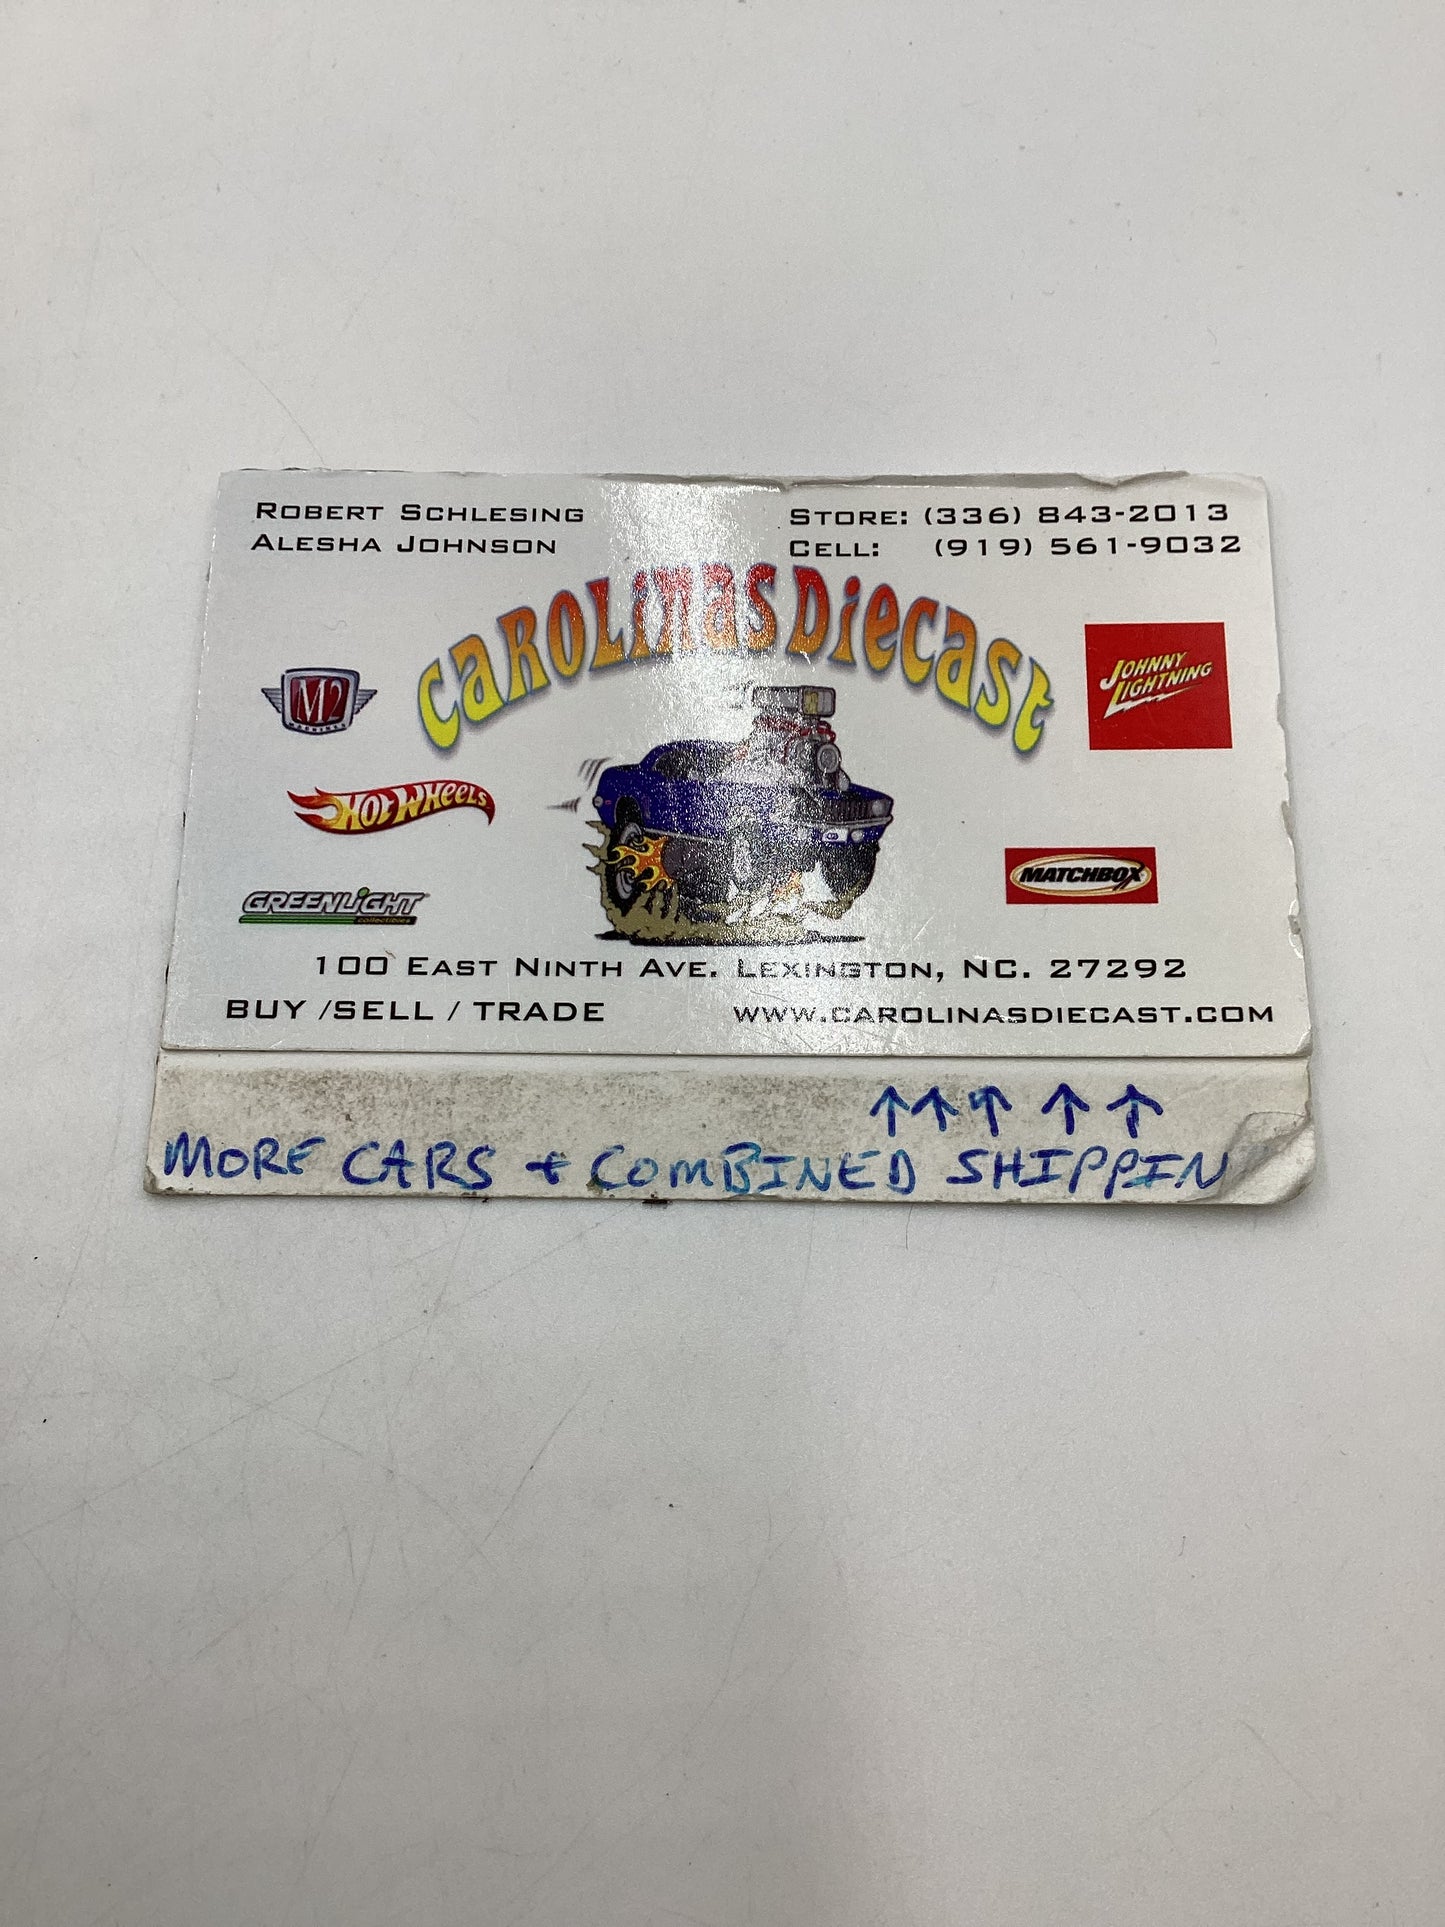 ROBERT SCHLESING
ALESHA JOHNSON
STORE: (336) 843-2013
CELL: (919) 561-9032
CAROLINAS DIECAST
M2
MACHINES
JOHNNY
LIGHTNING
HOT WHEELS
MATCHBOX
GREENLIGHT
collectibles
100 EAST NINTH AVE. LEXINGTON, NC. 27292
BUY /SELL / TRADE
WWW.CAROLINASDIECAST.COM
↑ ↑ ↑ ↑ ↑
MORE CARS + COMBINED SHIPPIN